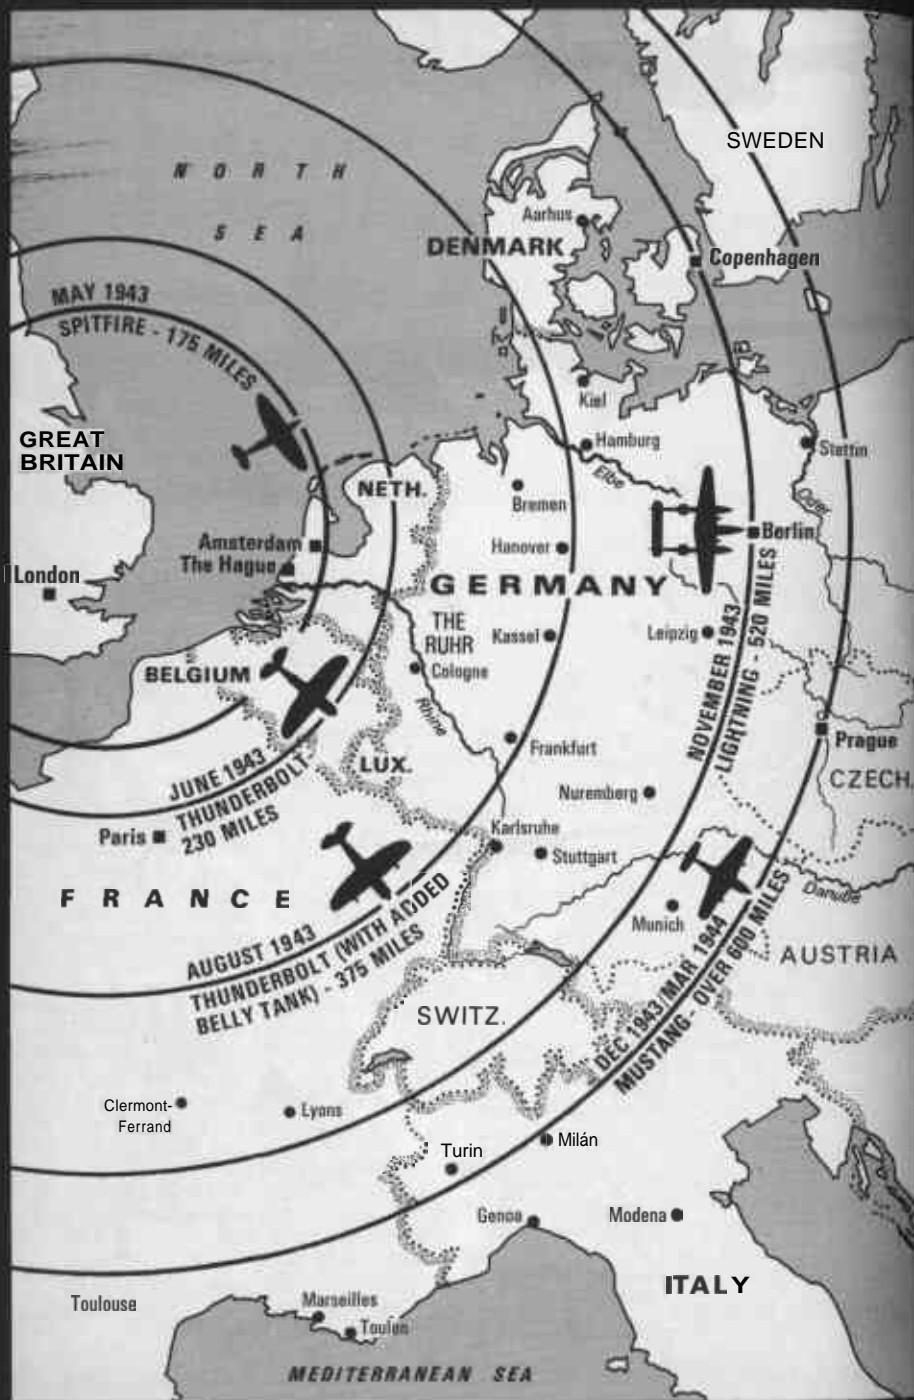 SWEDEN
NORTH
SEA
Aarhus
DENMARK
Copenhagen
MAY 1943
SPITFIRE - 175 MILES
Kiel
GREAT
BRITAIN
Hamburg
Stettin
Elbe
NETH.
Bremen
Oder
Amsterdam
Berlin
The Hague
Hanover
London
GERMANY
THE
RUHR
Kassel
Leipzig
BELGIUM
Cologne
Rhine
NOVEMBER 1943
LIGHTNING - 520 MILES
Prague
Frankfurt
LUX.
CZECH.
JUNE 1943
THUNDERBOLT
230 MILES
Nuremberg
Paris
Karlsruhe
Stuttgart
FRANCE
Danube
Munich
AUGUST 1943
THUNDERBOLT (WITH ADDED
BELLY TANK) - 375 MILES
AUSTRIA
SWITZ.
DEC 1943/MAR 1944
MUSTANG - OVER 600 MILES
Clermont-
Ferrand
Lyons
Turin
Milán
Genoa
Modena
ITALY
Toulouse
Marseilles
Toulon
MEDITERRANEAN SEA